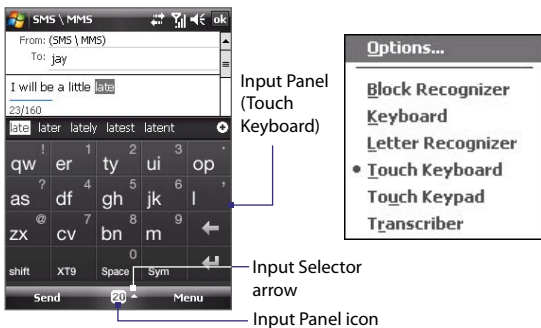 SMS \ MMS ok
From: (SMS \ MMS)
To: jay
I will be a little late
23/160
late later lately latest latent
! 1 2 3 .
qw er ty ui op
? 4 5 6 ,
as df gh jk l
@ 7 8 9
zx cv bn m
0
shift XT9 Space Sym
Send 20 Menu
Input Panel
(Touch
Keyboard)
Input Selector
arrow
Input Panel icon
Options...
Block Recognizer
Keyboard
Letter Recognizer
• Touch Keyboard
Touch Keypad
Transcriber